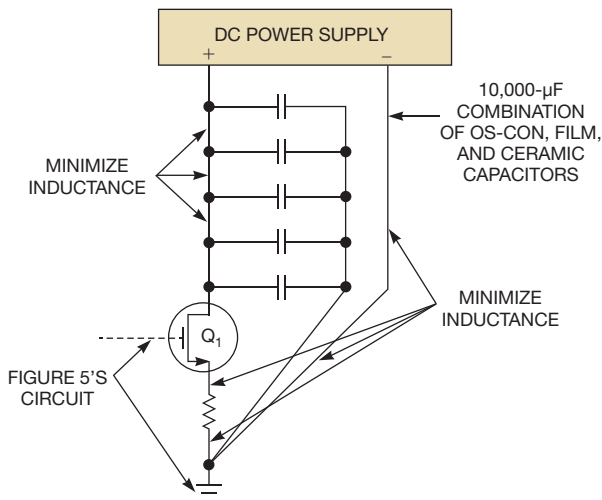 DC POWER SUPPLY
+
–
10,000-µF
COMBINATION
OF OS-CON, FILM,
AND CERAMIC
CAPACITORS
MINIMIZE
INDUCTANCE
MINIMIZE
INDUCTANCE
Q1
FIGURE 5'S
CIRCUIT